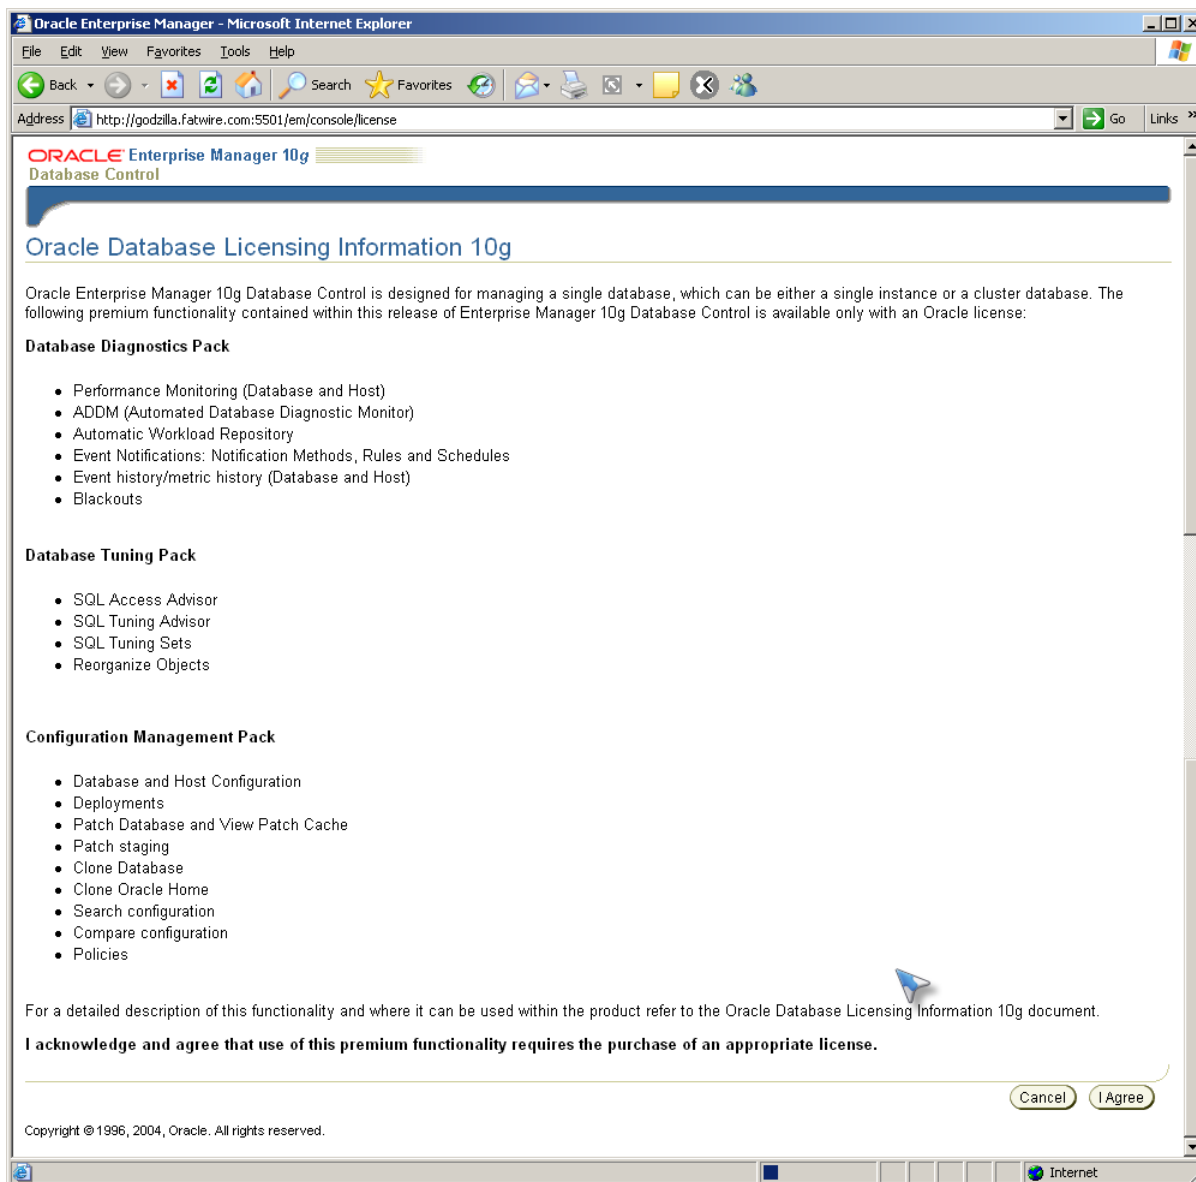 Oracle Enterprise Manager - Microsoft Internet Explorer
File Edit View Favorites Tools Help
Back Search Favorites
Address http://godzilla.fatwire.com:5501/em/console/license Go Links »
ORACLE Enterprise Manager 10g
Database Control
Oracle Database Licensing Information 10g
Oracle Enterprise Manager 10g Database Control is designed for managing a single database, which can be either a single instance or a cluster database. The
following premium functionality contained within this release of Enterprise Manager 10g Database Control is available only with an Oracle license:
Database Diagnostics Pack
• Performance Monitoring (Database and Host)
• ADDM (Automated Database Diagnostic Monitor)
• Automatic Workload Repository
• Event Notifications: Notification Methods, Rules and Schedules
• Event history/metric history (Database and Host)
• Blackouts
Database Tuning Pack
• SQL Access Advisor
• SQL Tuning Advisor
• SQL Tuning Sets
• Reorganize Objects
Configuration Management Pack
• Database and Host Configuration
• Deployments
• Patch Database and View Patch Cache
• Patch staging
• Clone Database
• Clone Oracle Home
• Search configuration
• Compare configuration
• Policies
For a detailed description of this functionality and where it can be used within the product refer to the Oracle Database Licensing Information 10g document.
I acknowledge and agree that use of this premium functionality requires the purchase of an appropriate license.
Cancel I Agree
Copyright © 1996, 2004, Oracle. All rights reserved.
Internet